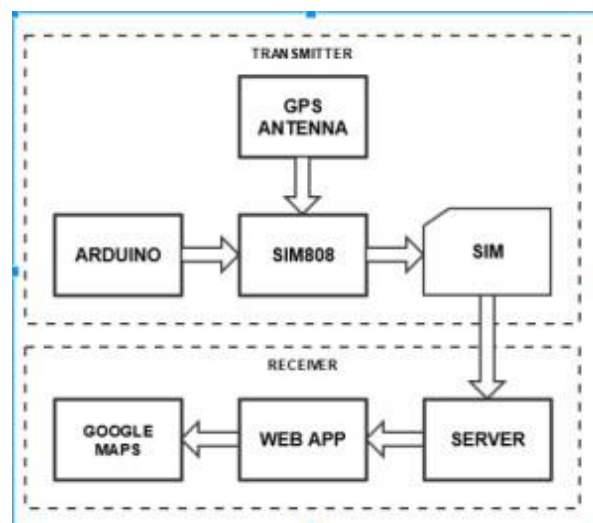 TRANSMITTER
GPS
ANTENNA
ARDUINO
SIM808
SIM
RECEIVER
GOOGLE
MAPS
WEB APP
SERVER